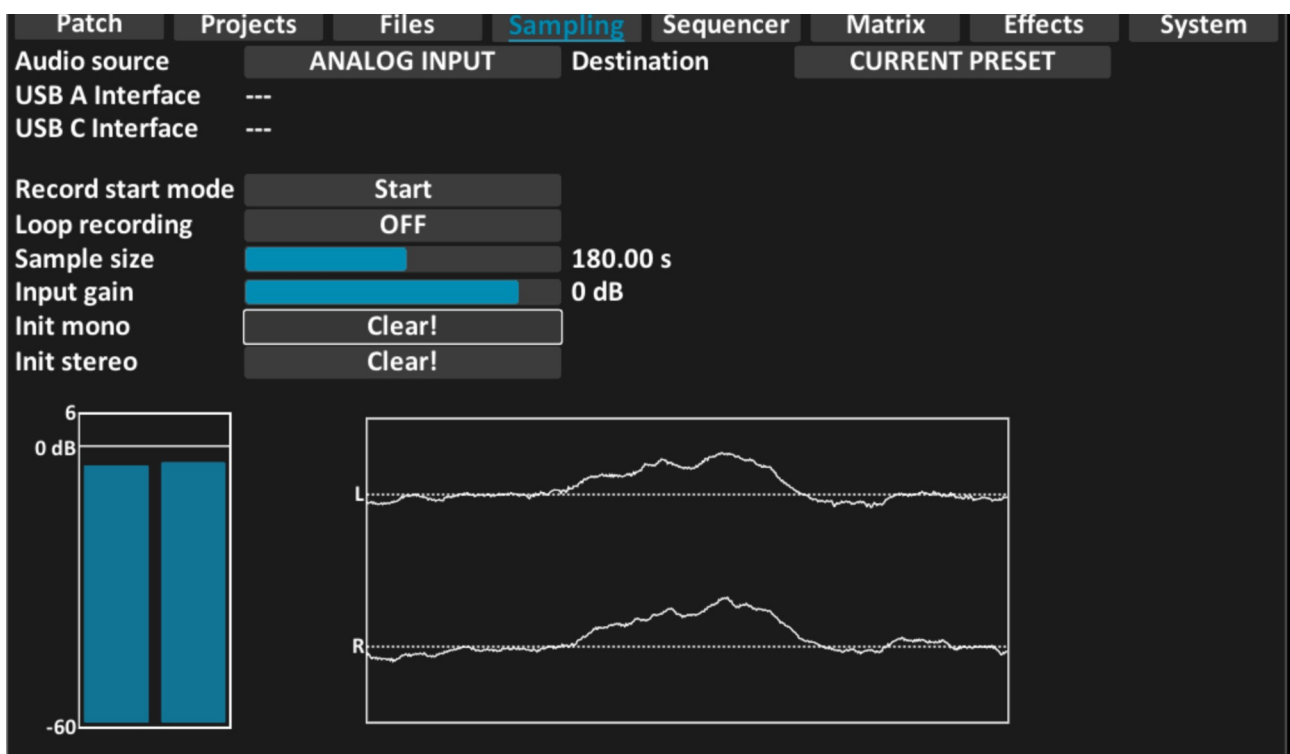 Patch Projects Files Sampling Sequencer Matrix Effects System
Audio source ANALOG INPUT Destination CURRENT PRESET
USB A Interface ---
USB C Interface ---
Record start mode Start
Loop recording OFF
Sample size 180.00 s
Input gain 0 dB
Init mono Clear!
Init stereo Clear!
6
0 dB
L
R
-60